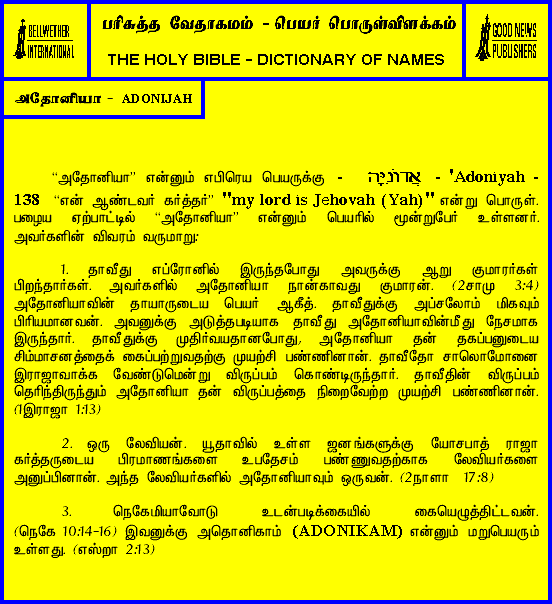 BELLWETHER
INTERNATIONAL
பரிசுத்த வேதாகமம் - பெயர் பொருள்விளக்கம்
THE HOLY BIBLE - DICTIONARY OF NAMES
GOOD NEWS
PUBLISHERS
அதோனியா - ADONIJAH
“அதோனியா” என்னும் எபிரெய பெயருக்கு - אֲדֹנִיָּה - 'Adoniyah -
138 “என் ஆண்டவர் கர்த்தர்” "my lord is Jehovah (Yah)" என்று பொருள்.
பழைய ஏற்பாட்டில் “அதோனியா” என்னும் பெயரில் மூன்றுபேர் உள்ளனர்.
அவர்களின் விவரம் வருமாறு:
1. தாவீது எப்ரோனில் இருந்தபோது அவருக்கு ஆறு குமாரர்கள்
பிறந்தார்கள். அவர்களில் அதோனியா நான்காவது குமாரன். (2சாமு 3:4)
அதோனியாவின் தாயாருடைய பெயர் ஆகீத். தாவீதுக்கு அப்சலோம் மிகவும்
பிரியமானவன். அவனுக்கு அடுத்தபடியாக தாவீது அதோனியாவின்மீது நேசமாக
இருந்தார். தாவீதுக்கு முதிர்வயதானபோது, அதோனியா தன் தகப்பனுடைய
சிம்மாசனத்தைக் கைப்பற்றுவதற்கு முயற்சி பண்ணினான். தாவீதோ சாலொமோனை
இராஜாவாக்க வேண்டுமென்று விருப்பம் கொண்டிருந்தார். தாவீதின் விருப்பம்
தெரிந்திருந்தும் அதோனியா தன் விருப்பத்தை நிறைவேற்ற முயற்சி பண்ணினான்.
(1இராஜா 1:13)
2. ஒரு லேவியன். யூதாவில் உள்ள ஜனங்களுக்கு யோசபாத் ராஜா
கர்த்தருடைய பிரமாணங்களை உபதேசம் பண்ணுவதற்காக லேவியர்களை
அனுப்பினான். அந்த லேவியர்களில் அதோனியாவும் ஒருவன். (2நாளா 17:8)
3. நெகேமியாவோடு உடன்படிக்கையில் கையெழுத்திட்டவன்.
(நெகே 10:14-16) இவனுக்கு அதொனிகாம் (ADONIKAM) என்னும் மறுபெயரும்
உள்ளது. (எஸ்றா 2:13)